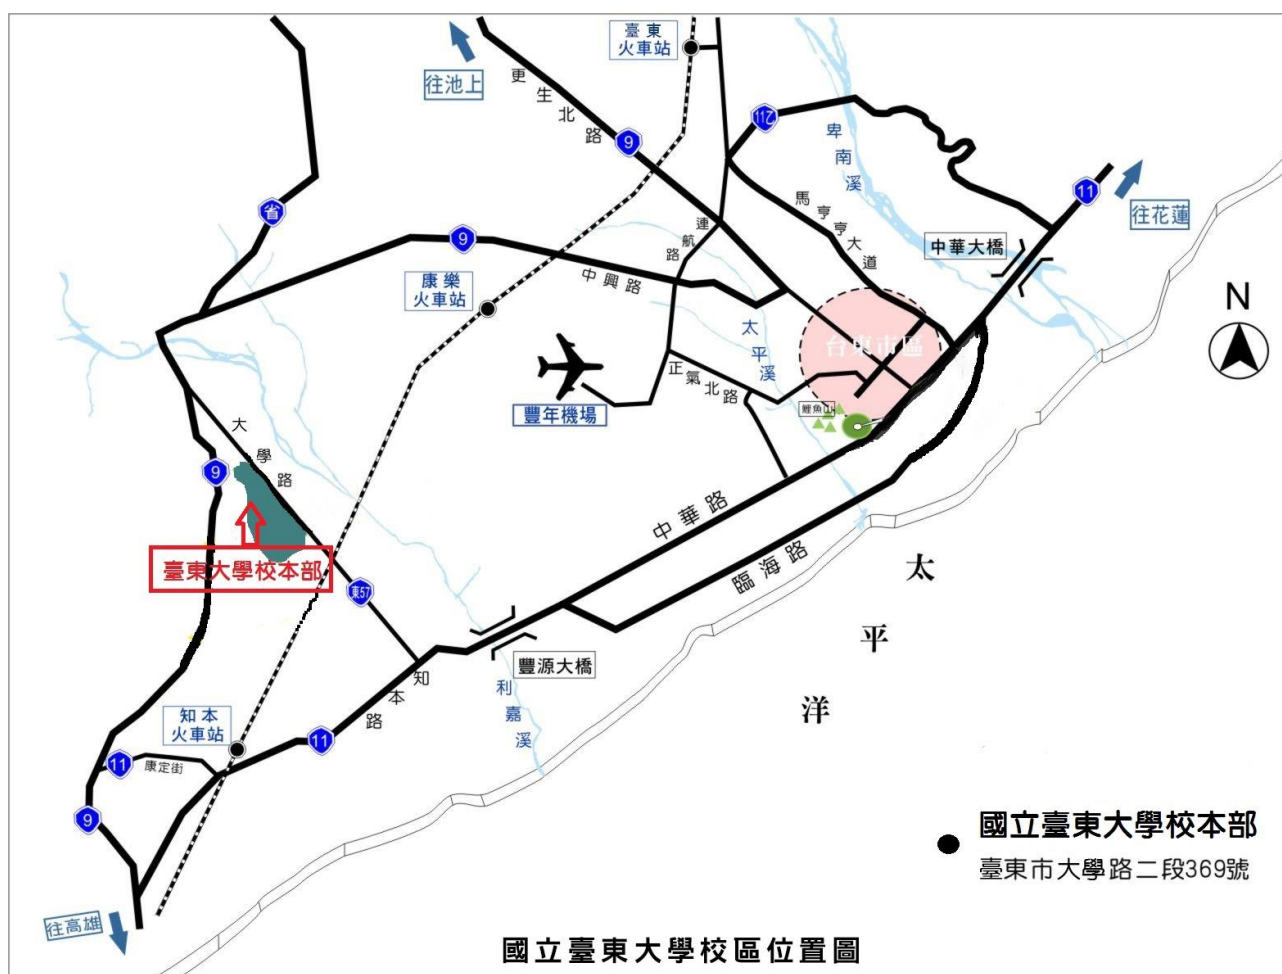 臺東
火車站
往池上
更生北路
9
11乙
卑南溪
11
往花蓮
省
9
連航路
馬亨亨大道
中華大橋
康樂
火車站
中興路
N
太平溪
台東市區
正氣北路
豐年機場
鯉魚山
大學路
9
中華路
臺東大學校本部
臨海路
太平洋
東57
豐源大橋
知本路
利嘉溪
知本
火車站
11
11
康定街
9
國立臺東大學校本部
臺東市大學路二段369號
往高雄
國立臺東大學校區位置圖